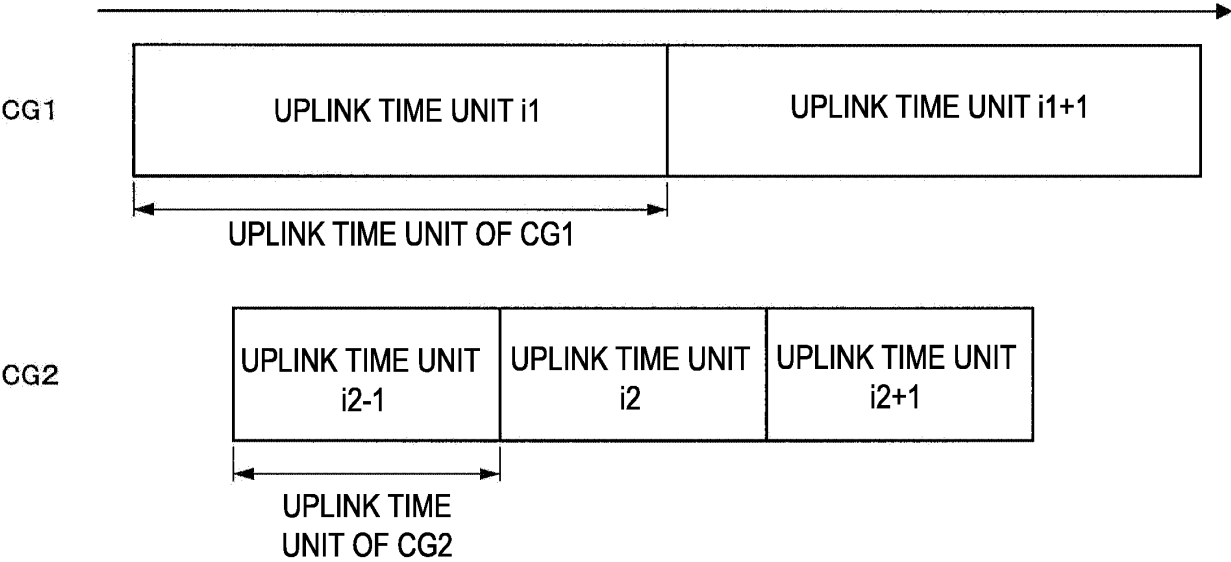 CG1
UPLINK TIME UNIT i1
UPLINK TIME UNIT i1+1
UPLINK TIME UNIT OF CG1
CG2
UPLINK TIME UNIT
i2-1
UPLINK TIME UNIT
i2
UPLINK TIME UNIT
i2+1
UPLINK TIME
UNIT OF CG2